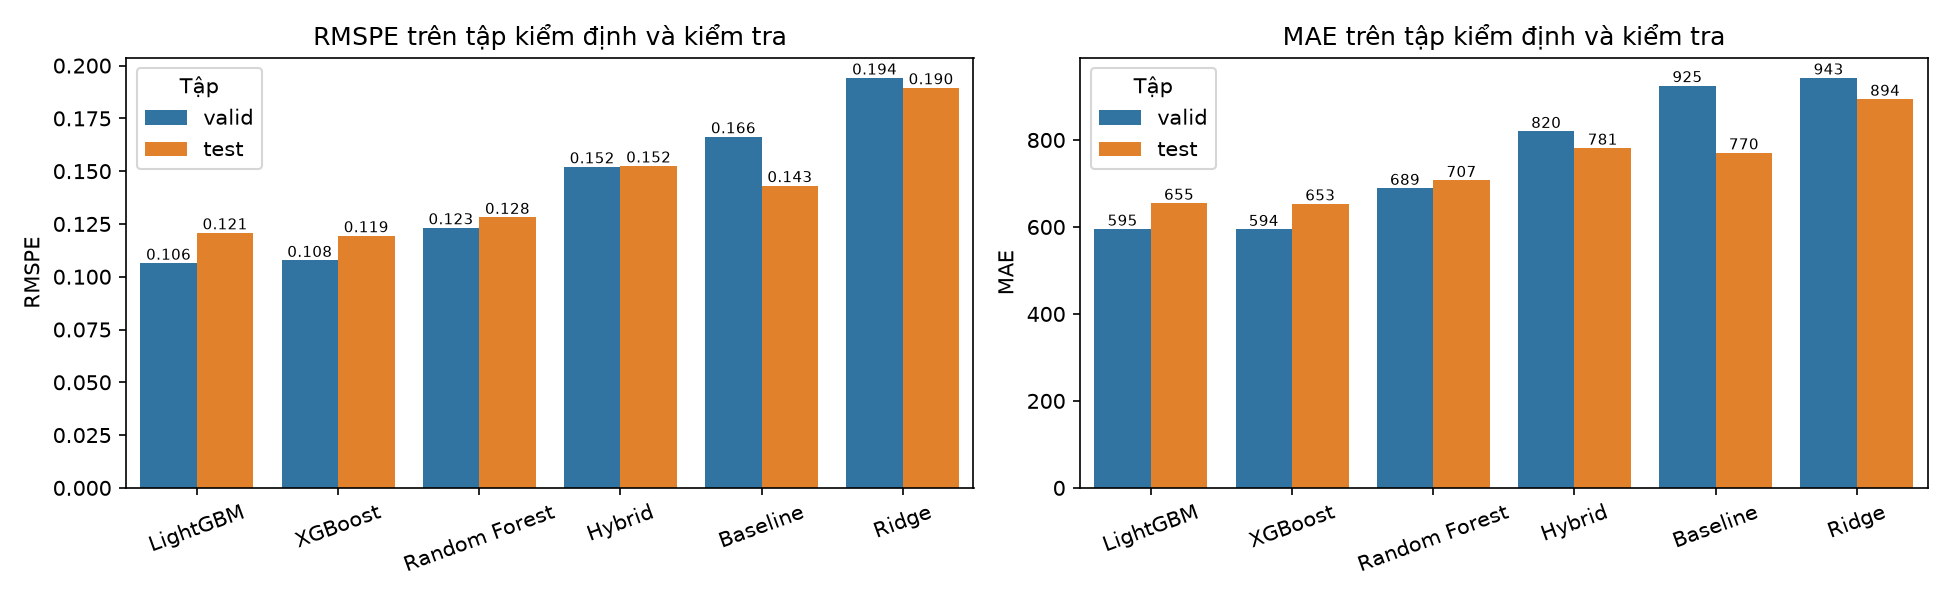 RMSPE trên tập kiểm định và kiểm tra
RMSPE
0.200
0.175
0.150
0.125
0.100
0.075
0.050
0.025
0.000
Tập
valid
test
0.106
0.121
0.108
0.119
0.123
0.128
0.152
0.152
0.166
0.143
0.194
0.190
LightGBM
XGBoost
Random Forest
Hybrid
Baseline
Ridge
MAE trên tập kiểm định và kiểm tra
MAE
800
600
400
200
0
Tập
valid
test
595
655
594
653
689
707
820
781
925
770
943
894
LightGBM
XGBoost
Random Forest
Hybrid
Baseline
Ridge